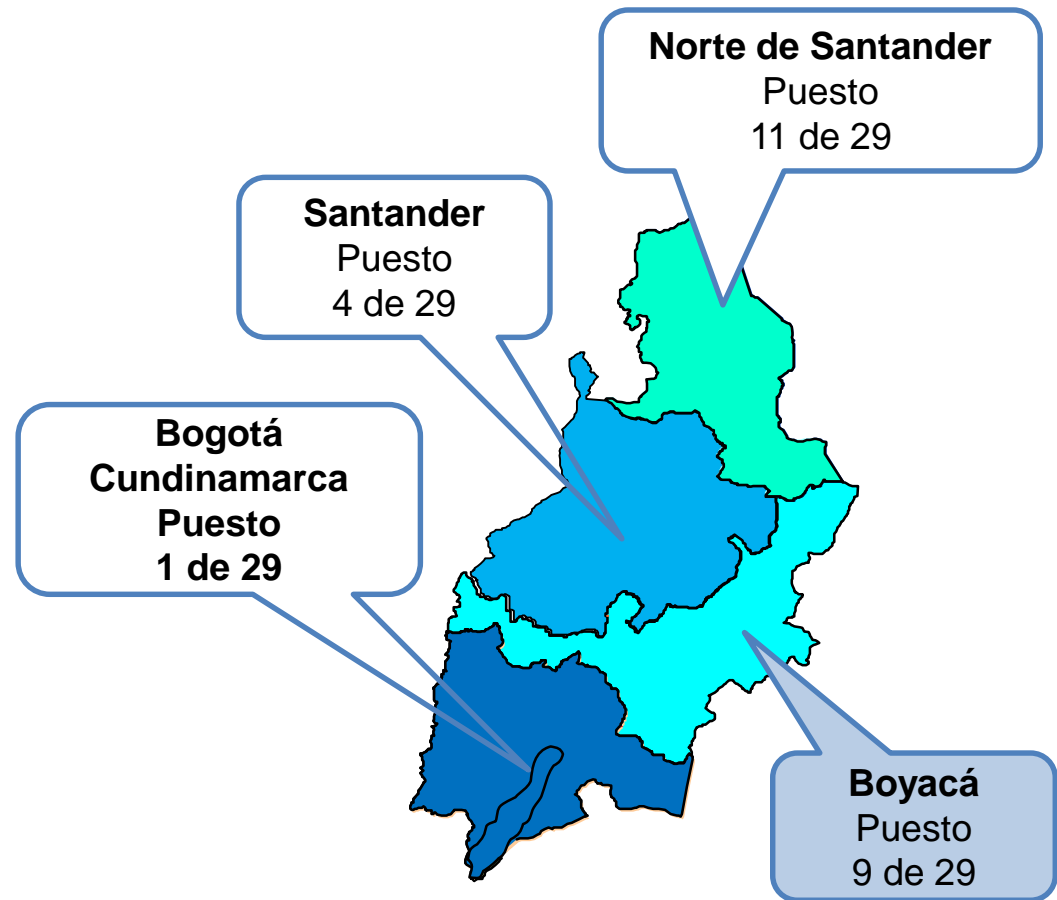 Norte de Santander
Puesto
11 de 29
Santander
Puesto
4 de 29
Bogotá
Cundinamarca
Puesto
1 de 29
Boyacá
Puesto
9 de 29